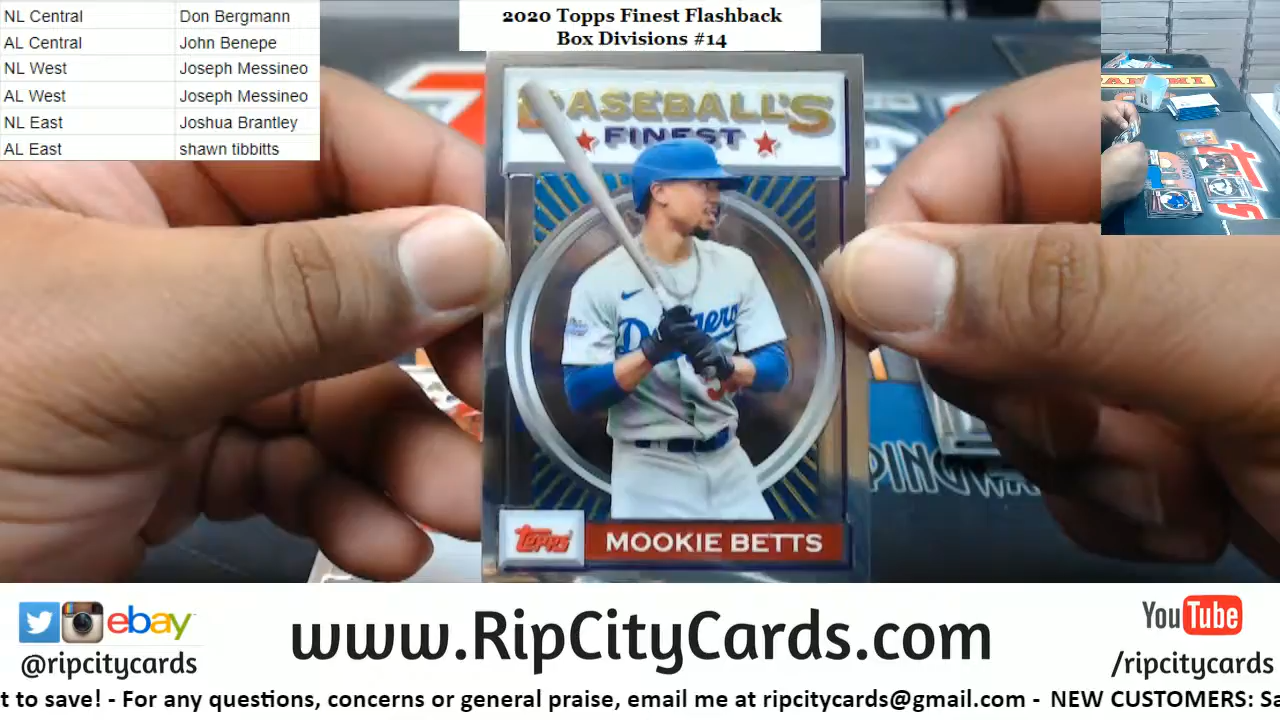 NL Central Don Bergmann
AL Central John Benepe
NL West Joseph Messineo
AL West Joseph Messineo
NL East Joshua Brantley
AL East shawn tibbitts
2020 Topps Finest Flashback
Box Divisions #14
PANINI
BASEBALL'S
FINEST
Dodgers
Topps
MOOKIE BETTS
PINGWA
ebay
@ripcitycards
www.RipCityCards.com
YouTube
/ripcitycards
t to save! - For any questions, concerns or general praise, email me at ripcitycards@gmail.com - NEW CUSTOMERS: Sa